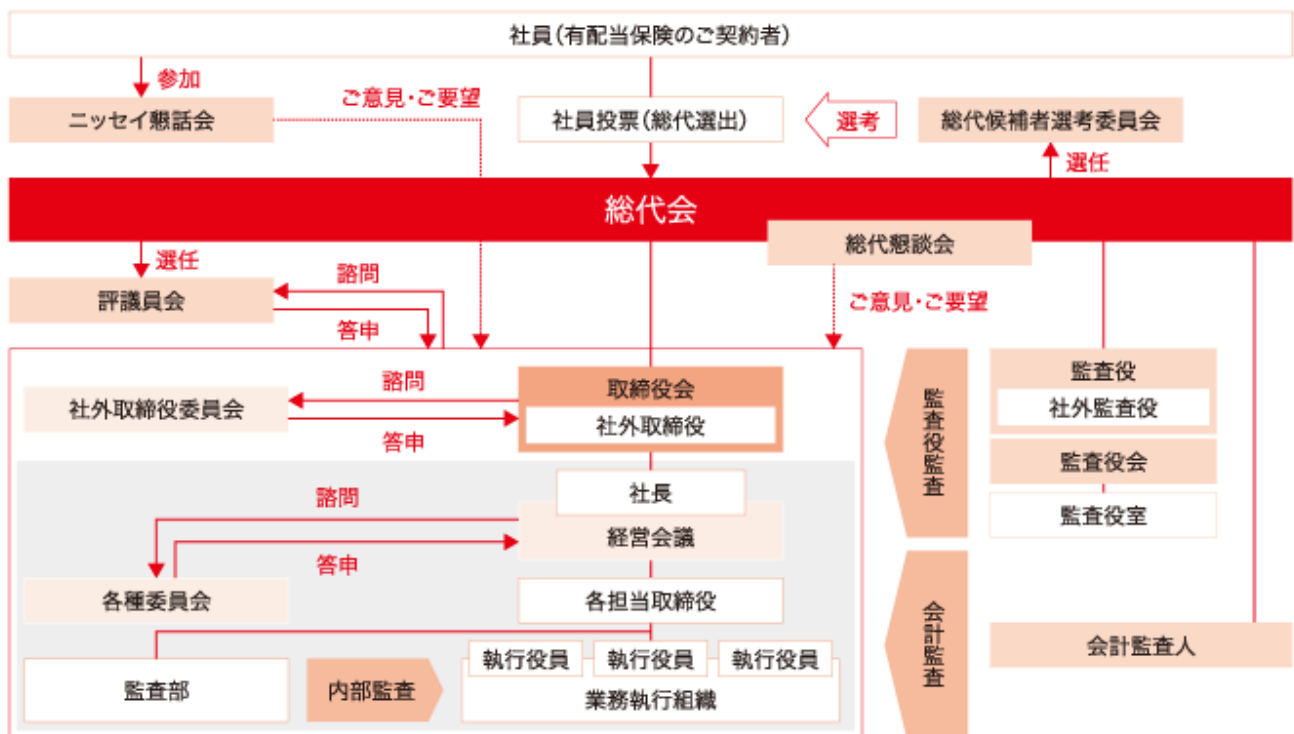 社員(有配当保険のご契約者)
参加
ご意見・ご要望
ニッセイ懇話会
社員投票(総代選出)
選考
総代候補者選考委員会
選任
総代会
総代懇談会
選任
諮問
評議員会
答申
ご意見・ご要望
諮問
取締役会
社外取締役委員会
社外取締役
答申
監査役監査
監査役
社外監査役
監査役会
監査役室
社長
諮問
経営会議
答申
各種委員会
各担当取締役
会計監査
会計監査人
執行役員
執行役員
執行役員
監査部
内部監査
業務執行組織